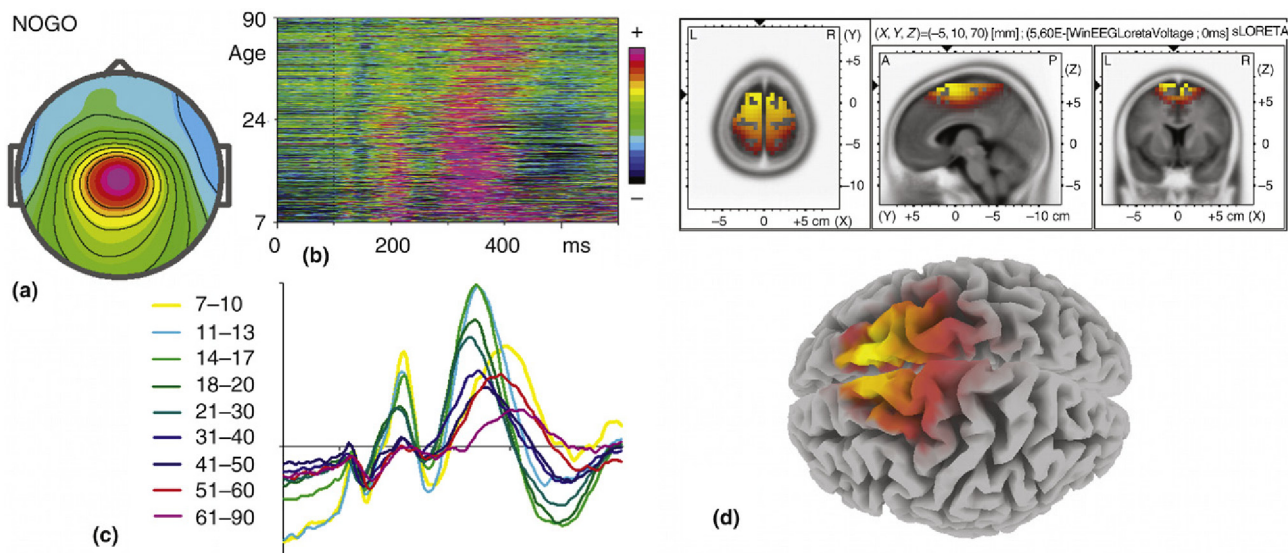 NOGO
(a)
90
Age
24
7
0
200
400
ms
(b)
+
−
7–10
11–13
14–17
18–20
21–30
31–40
41–50
51–60
61–90
(c)
L R (Y)
+5
0
−5
−10
−5 0 +5 cm (X)
(X, Y, Z)=(−5, 10, 70) [mm] ; (5,60E-[WinEEGLoretaVoltage ; 0ms] sLORETA
A P (Z)
+5
0
−5
(Y) +5 0 −5 −10 cm
L R (Z)
+5
0
−5
−5 0 +5 cm (X)
(d)